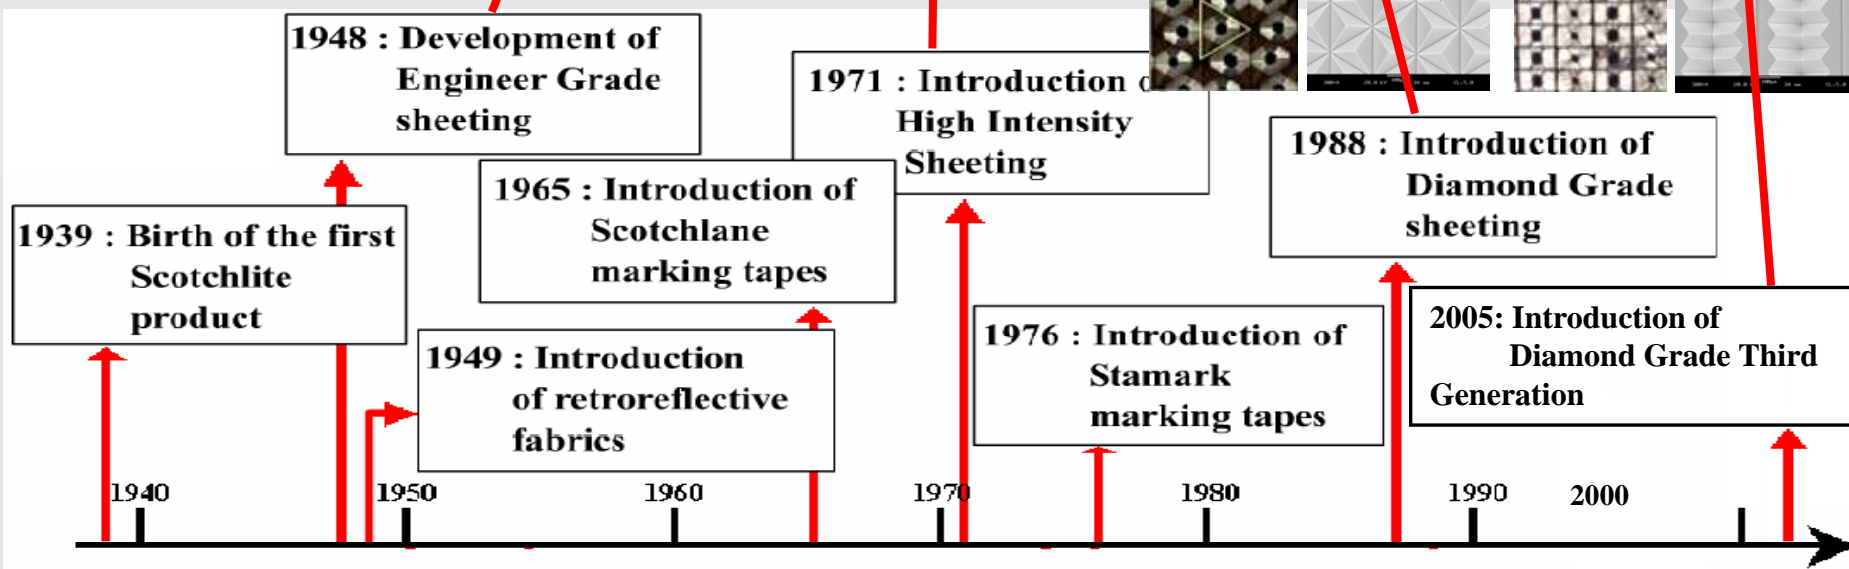 1948 : Development of
Engineer Grade
sheeting
1971 : Introduction
High Intensity
Sheeting
1988 : Introduction of
Diamond Grade
sheeting
1965 : Introduction of
Scotchlane
marking tapes
1939 : Birth of the first
Scotchlite
product
2005: Introduction of
Diamond Grade Third
Generation
1976 : Introduction of
Stamark
marking tapes
1949 : Introduction
of retroreflective
fabrics
1940 1950 1960 1970 1980 1990 2000